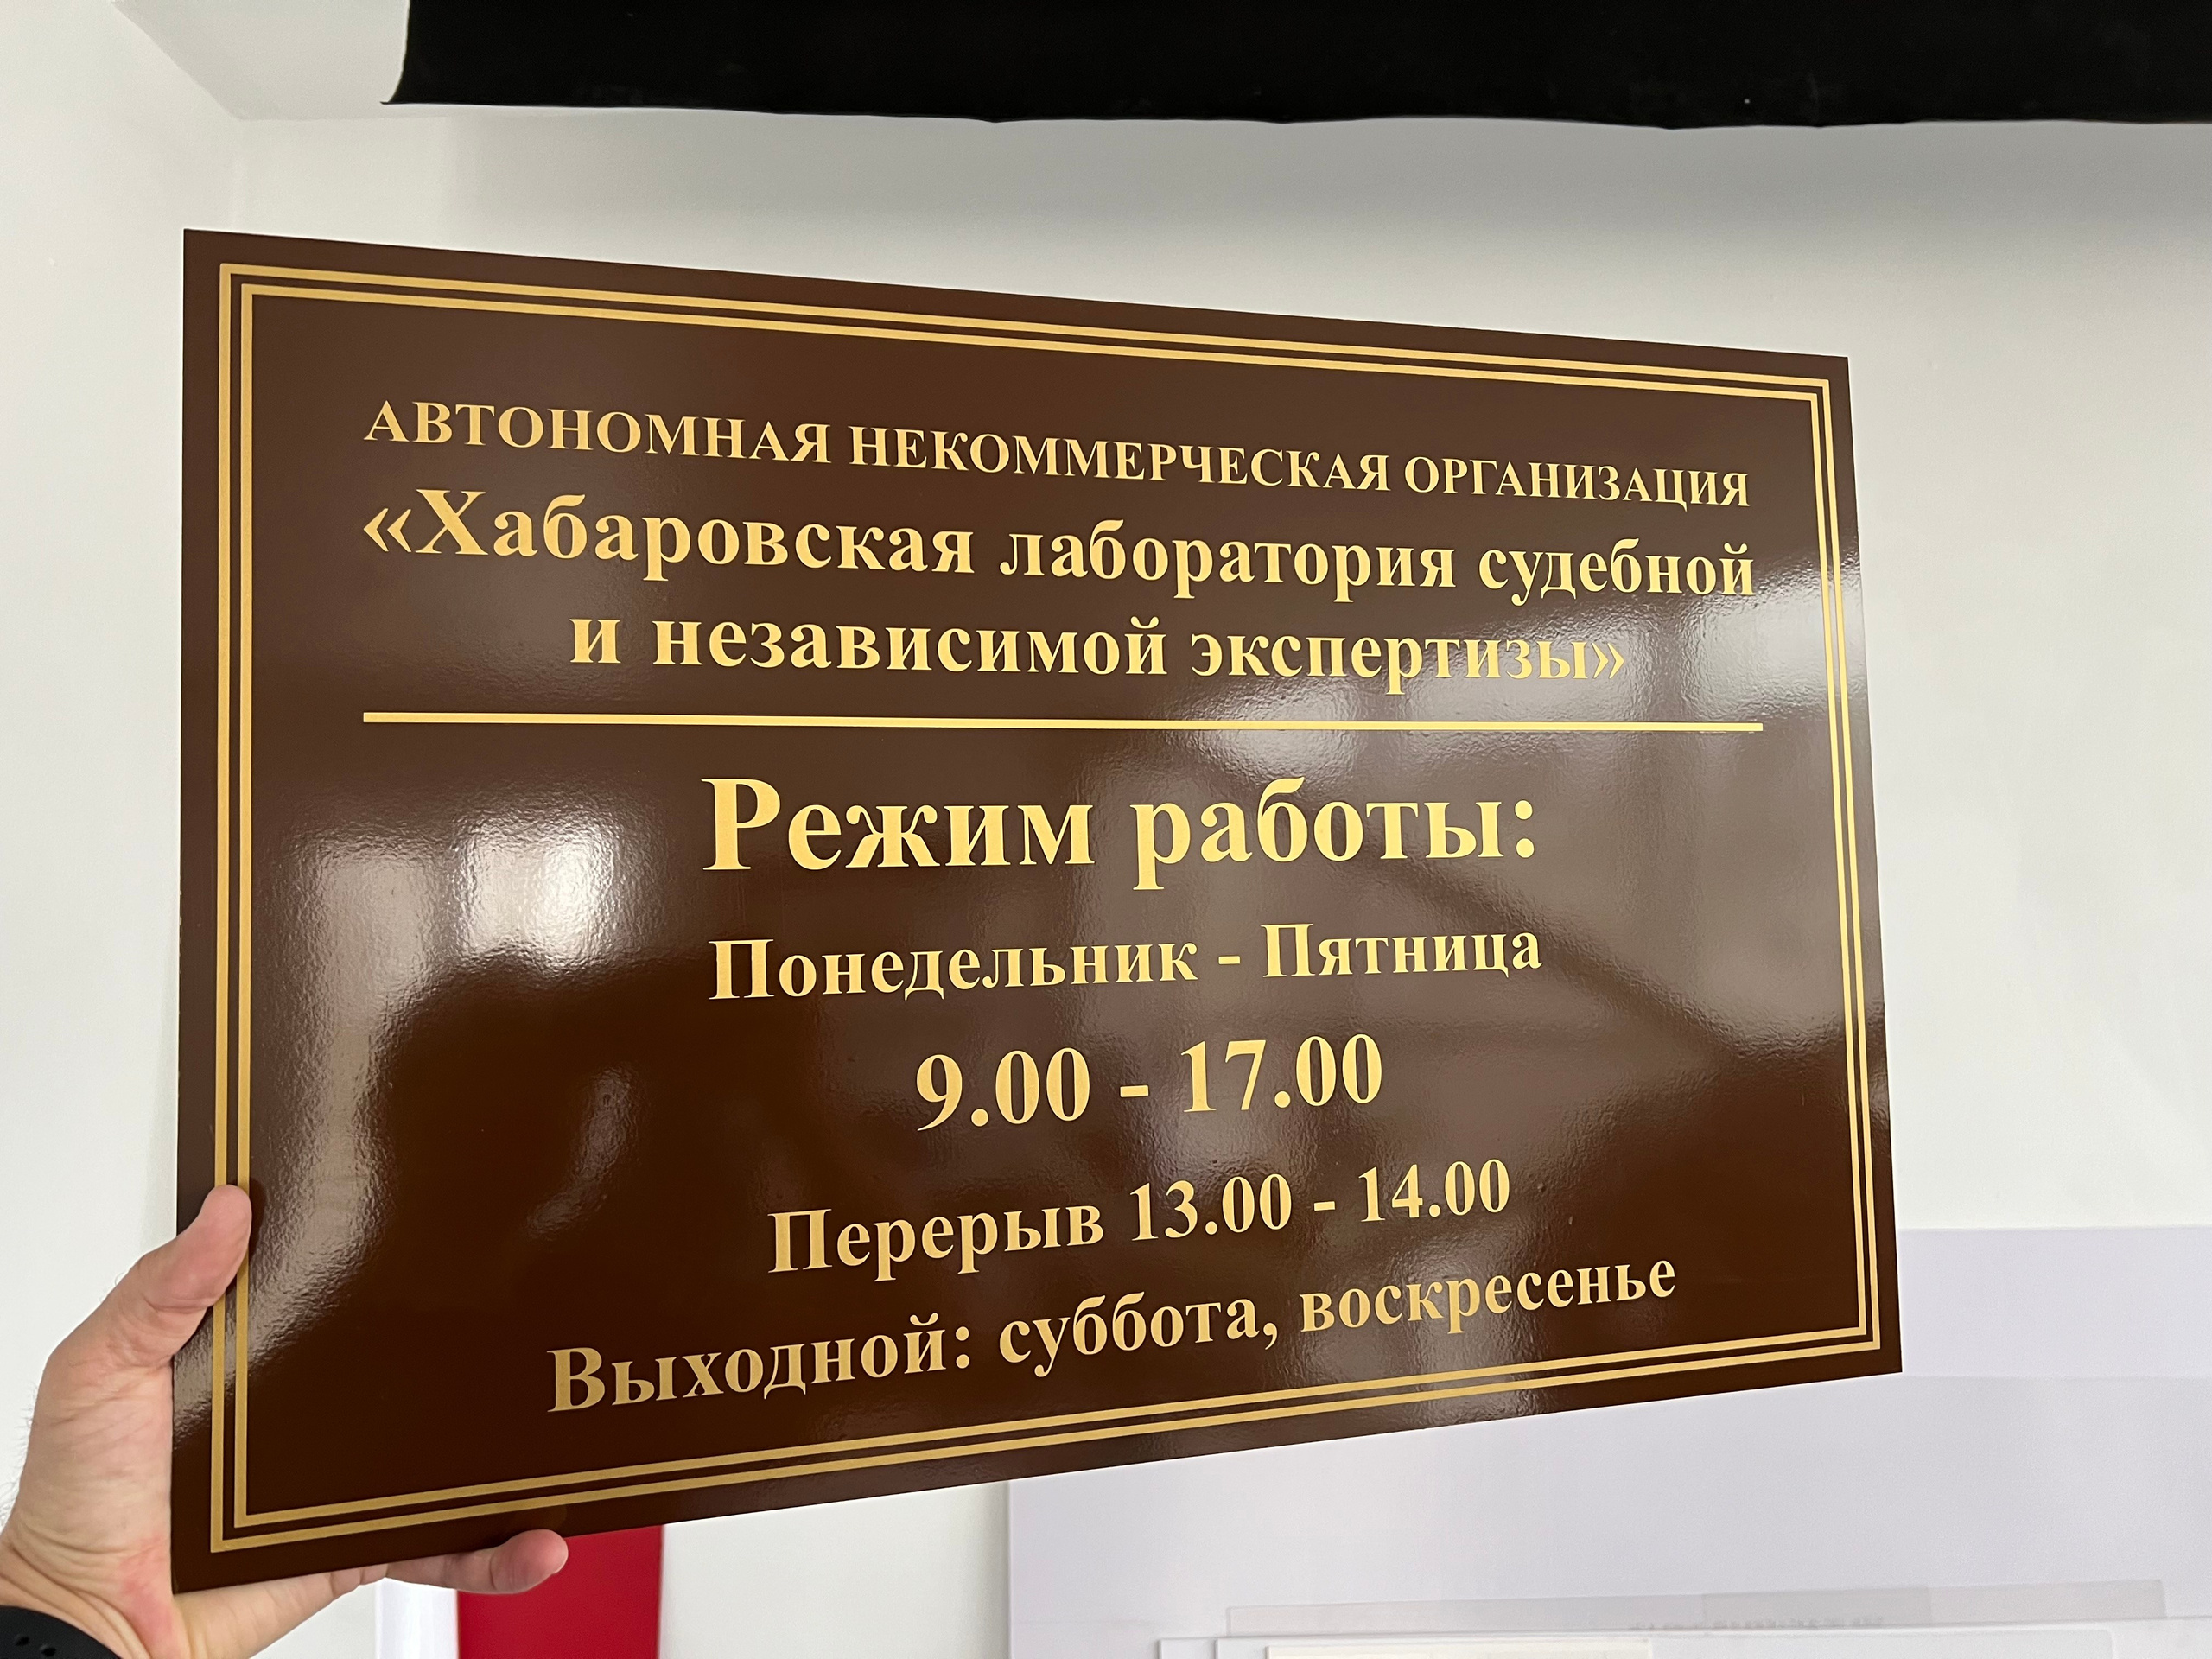 АВТОНОМНАЯ НЕКОММЕРЧЕСКАЯ ОРГАНИЗАЦИЯ
«Хабаровская лаборатория судебной
и независимой экспертизы»
Режим работы:
Понедельник - Пятница
9.00 - 17.00
Перерыв 13.00 - 14.00
Выходной: суббота, воскресенье